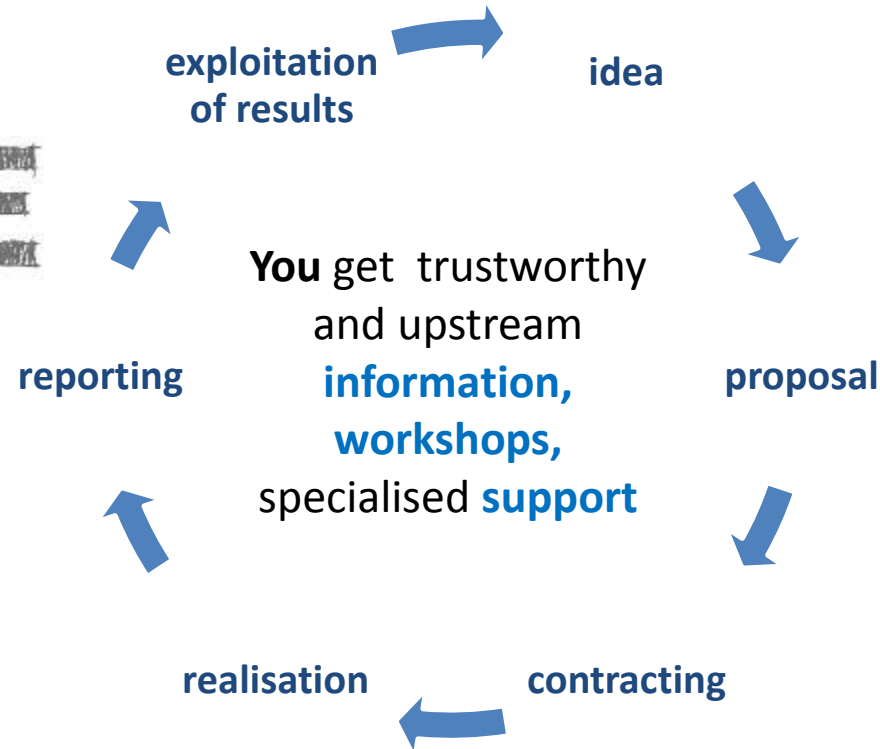 exploitation
of results
idea
You get trustworthy
and upstream
information,
workshops,
specialised support
reporting
proposal
realisation
contracting